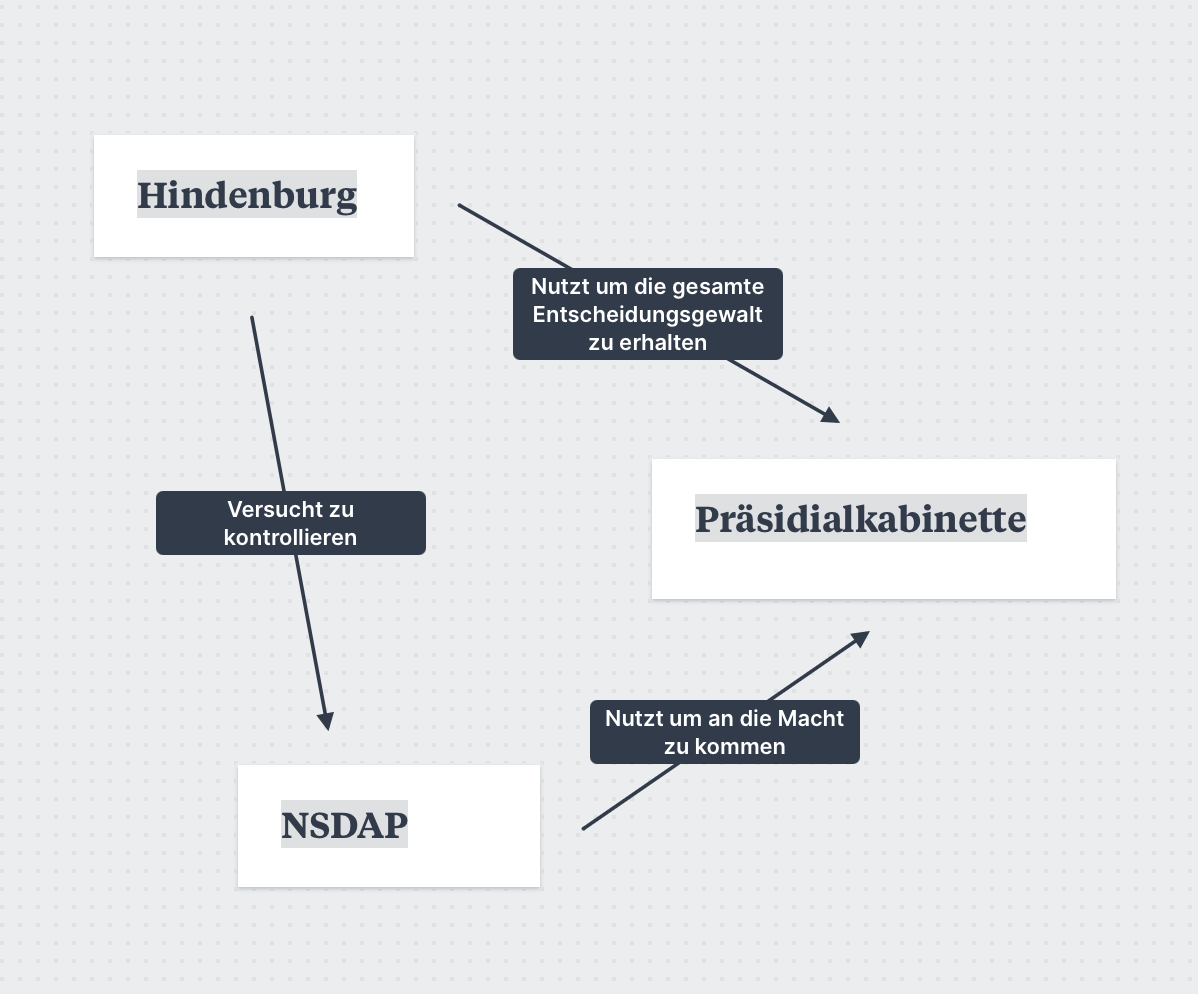 Hindenburg
Nutzt um die gesamte
Entscheidungsgewalt
zu erhalten
Versucht zu
kontrollieren
Präsidialkabinette
Nutzt um an die Macht
zu kommen
NSDAP